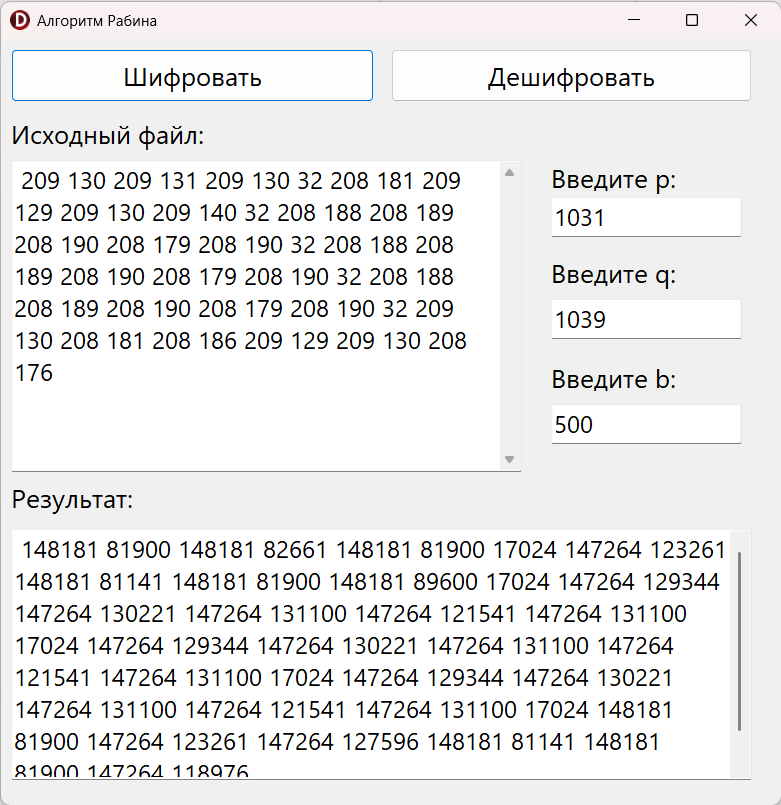 Алгоритм Рабина
Шифровать
Дешифровать
Исходный файл:
209 130 209 131 209 130 32 208 181 209
129 209 130 209 140 32 208 188 208 189
208 190 208 179 208 190 32 208 188 208
189 208 190 208 179 208 190 32 208 188
208 189 208 190 208 179 208 190 32 209
130 208 181 208 186 209 129 209 130 208
176
Введите p:
1031
Введите q:
1039
Введите b:
500
Результат:
148181 81900 148181 82661 148181 81900 17024 147264 123261
148181 81141 148181 81900 148181 89600 17024 147264 129344
147264 130221 147264 131100 147264 121541 147264 131100
17024 147264 129344 147264 130221 147264 131100 147264
121541 147264 131100 17024 147264 129344 147264 130221
147264 131100 147264 121541 147264 131100 17024 148181
81900 147264 123261 147264 127596 148181 81141 148181
81900 147264 118976